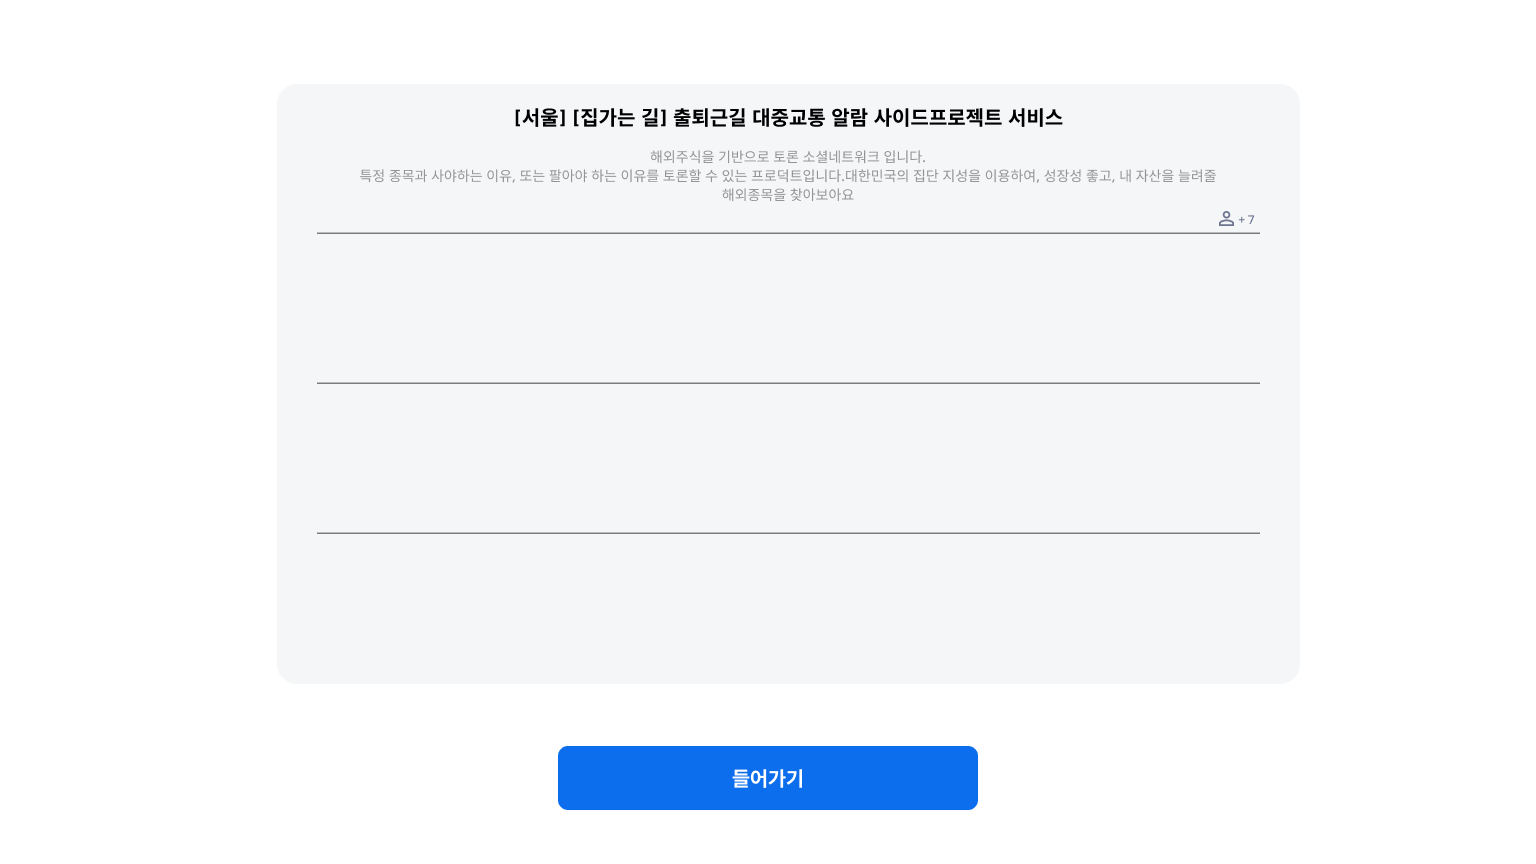 [서울] [집가는 길] 출퇴근길 대중교통 알람 사이드프로젝트 서비스
해외주식을 기반으로 토론 소셜네트워크 입니다.
특정 종목과 사야하는 이유, 또는 팔아야 하는 이유를 토론할 수 있는 프로덕트입니다.대한민국의 집단 지성을 이용하여, 성장성 좋고, 내 자산을 늘려줄
해외종목을 찾아보아요
+ 7
들어가기